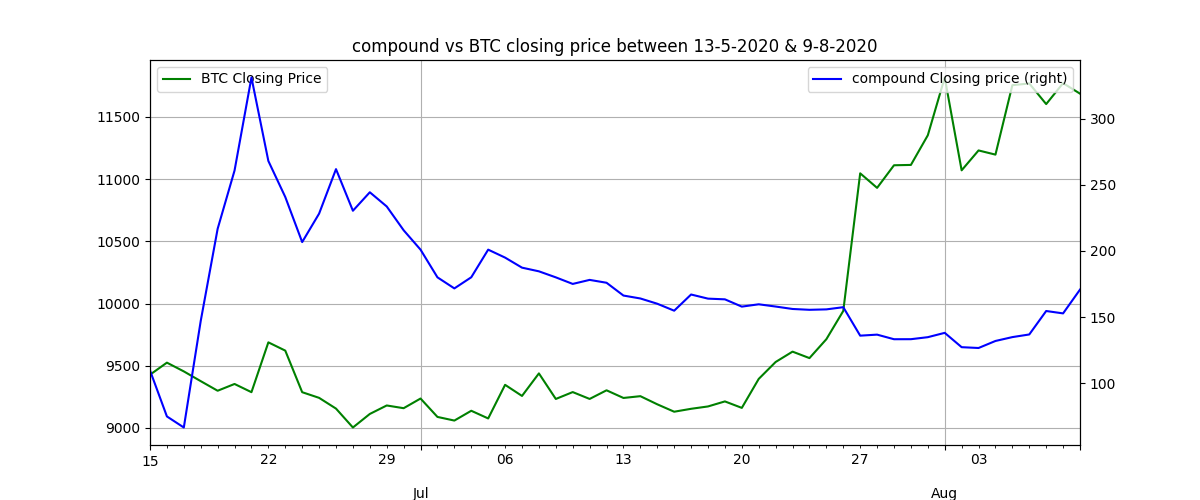 compound vs BTC closing price between 13-5-2020 & 9-8-2020
BTC Closing Price
compound Closing price (right)
11500
11000
10500
10000
9500
9000
300
250
200
150
100
15 22 29 06 13 20 27 03
Jul Aug